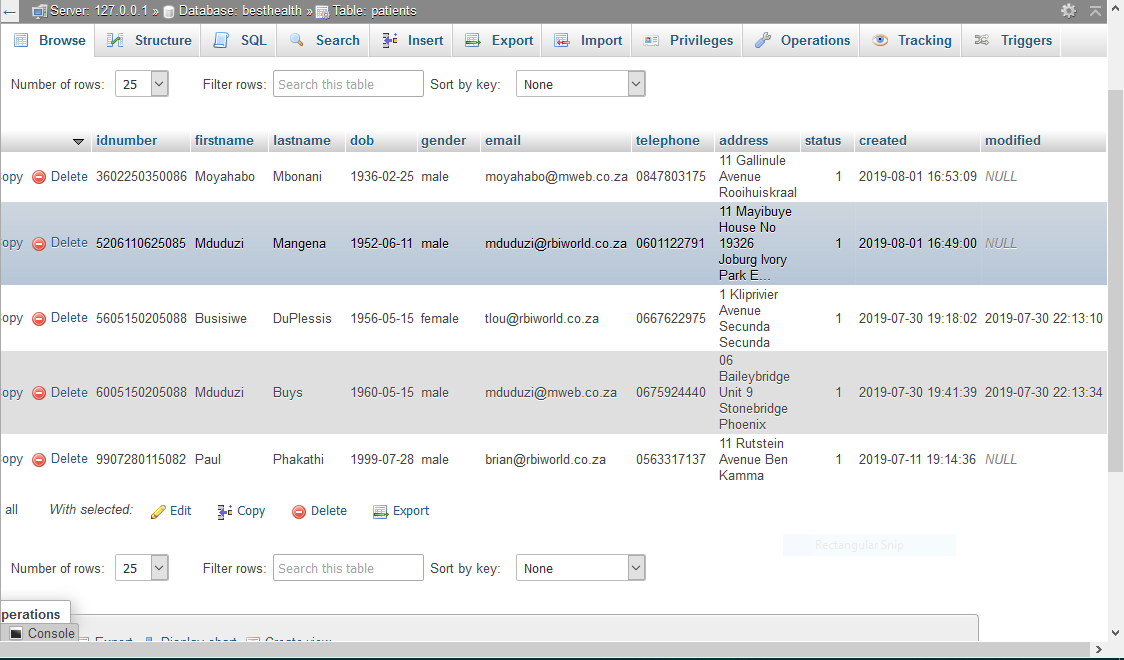 Server: 127.0.0.1 » Database: besthealth » Table: patients
Browse Structure SQL Search Insert Export Import Privileges Operations Tracking Triggers
Number of rows: 25 Filter rows: Search this table Sort by key: None
idnumber firstname lastname dob gender email telephone address status created modified
opy Delete 3602250350086 Moyahabo Mbonani 1936-02-25 male moyahabo@mweb.co.za 0847803175 11 Gallinule Avenue Rooihuiskraal 1 2019-08-01 16:53:09 NULL
opy Delete 5206110625085 Mduduzi Mangena 1952-06-11 male mduduzi@rbiworld.co.za 0601122791 11 Mayibuye House No 19326 Joburg Ivory Park E... 1 2019-08-01 16:49:00 NULL
opy Delete 5605150205088 Busisiwe DuPlessis 1956-05-15 female tlou@rbiworld.co.za 0667622975 1 Kliprivier Avenue Secunda Secunda 1 2019-07-30 19:18:02 2019-07-30 22:13:10
opy Delete 6005150205088 Mduduzi Buys 1960-05-15 male mduduzi@mweb.co.za 0675924440 06 Baileybridge Unit 9 Stonebridge Phoenix 1 2019-07-30 19:41:39 2019-07-30 22:13:34
opy Delete 9907280115082 Paul Phakathi 1999-07-28 male brian@rbiworld.co.za 0563317137 11 Rutstein Avenue Ben Kamma 1 2019-07-11 19:14:36 NULL
all With selected: Edit Copy Delete Export
Rectangular Snip
Number of rows: 25 Filter rows: Search this table Sort by key: None
perations
Console Export Display chart Create view